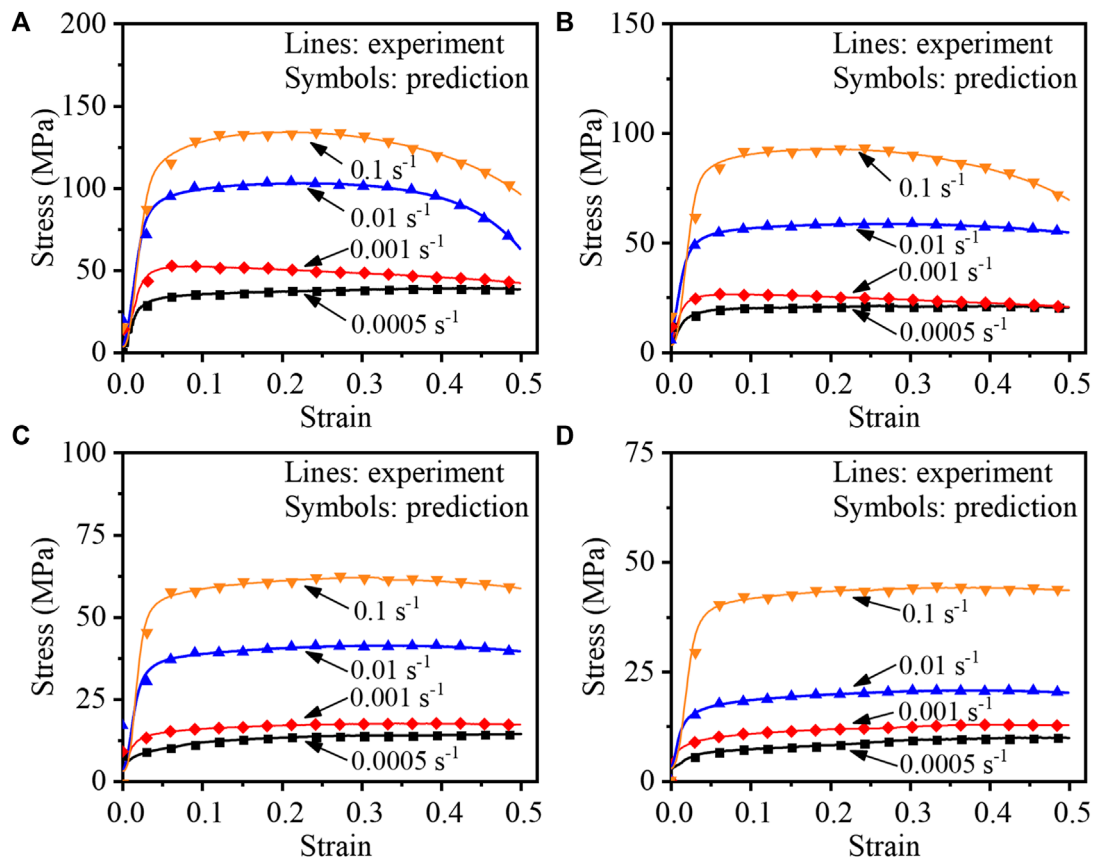 A
200
150
100
50
0
Stress (MPa)
Lines: experiment
Symbols: prediction
0.1 s-1
0.01 s-1
0.001 s-1
0.0005 s-1
0.0 0.1 0.2 0.3 0.4 0.5
Strain
B
150
100
50
0
Stress (MPa)
Lines: experiment
Symbols: prediction
0.1 s-1
0.01 s-1
0.001 s-1
0.0005 s-1
0.0 0.1 0.2 0.3 0.4 0.5
Strain
C
100
75
50
25
0
Stress (MPa)
Lines: experiment
Symbols: prediction
0.1 s-1
0.01 s-1
0.001 s-1
0.0005 s-1
0.0 0.1 0.2 0.3 0.4 0.5
Strain
D
75
50
25
0
Stress (MPa)
Lines: experiment
Symbols: prediction
0.1 s-1
0.01 s-1
0.001 s-1
0.0005 s-1
0.0 0.1 0.2 0.3 0.4 0.5
Strain